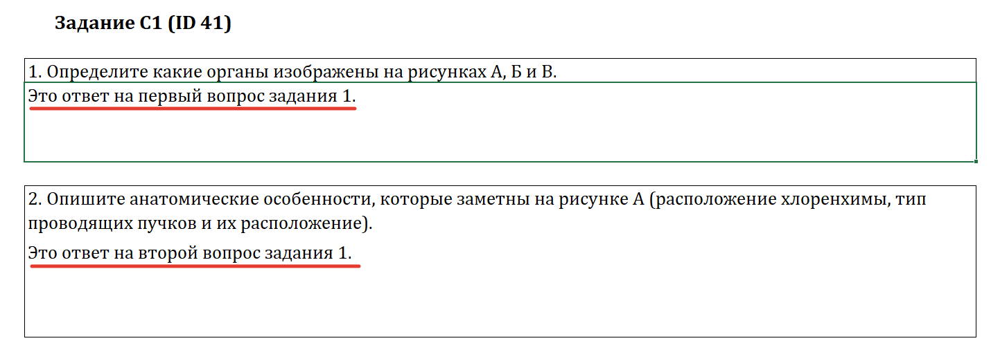 Задание С1 (ID 41)
1. Определите какие органы изображены на рисунках А, Б и В.
Это ответ на первый вопрос задания 1.
2. Опишите анатомические особенности, которые заметны на рисунке А (расположение хлоренхимы, тип
проводящих пучков и их расположение).
Это ответ на второй вопрос задания 1.